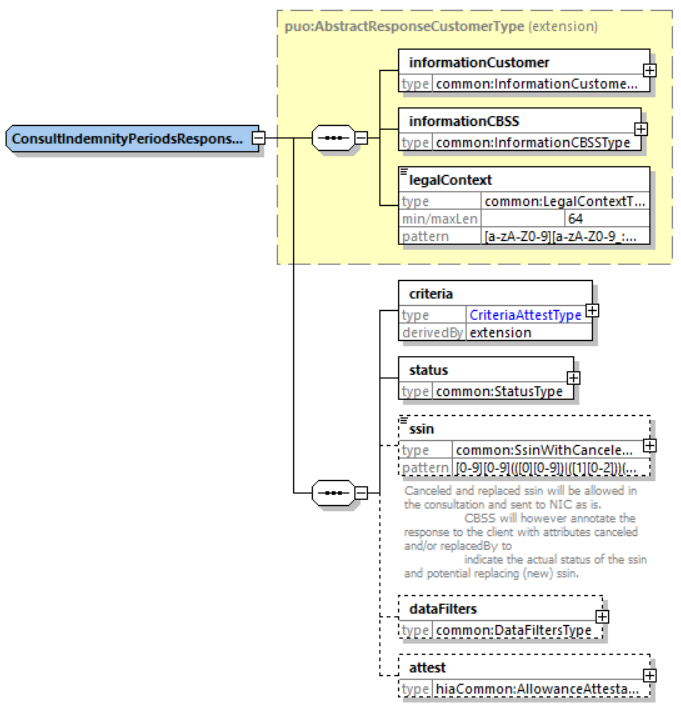 puo:AbstractResponseCustomerType (extension)
informationCustomer
type common:InformationCustome...
ConsultIndemnityPeriodsRespons...
informationCBSS
type common:InformationCBSSType
legalContext
type common:LegalContextT...
min/maxLen 64
pattern [a-zA-Z0-9][a-zA-Z0-9_:...
criteria
type CriteriaAttestType
derivedBy extension
status
type common:StatusType
ssin
type common:SsinWithCancele...
pattern [0-9][0-9](([0][0-9])|([1][0-2]))(...
Canceled and replaced ssin will be allowed in
the consultation and sent to NIC as is.
CBSS will however annotate the
response to the client with attributes canceled
and/or replacedBy to
indicate the actual status of the ssin
and potential replacing (new) ssin.
dataFilters
type common:DataFiltersType
attest
type hiaCommon:AllowanceAttesta...